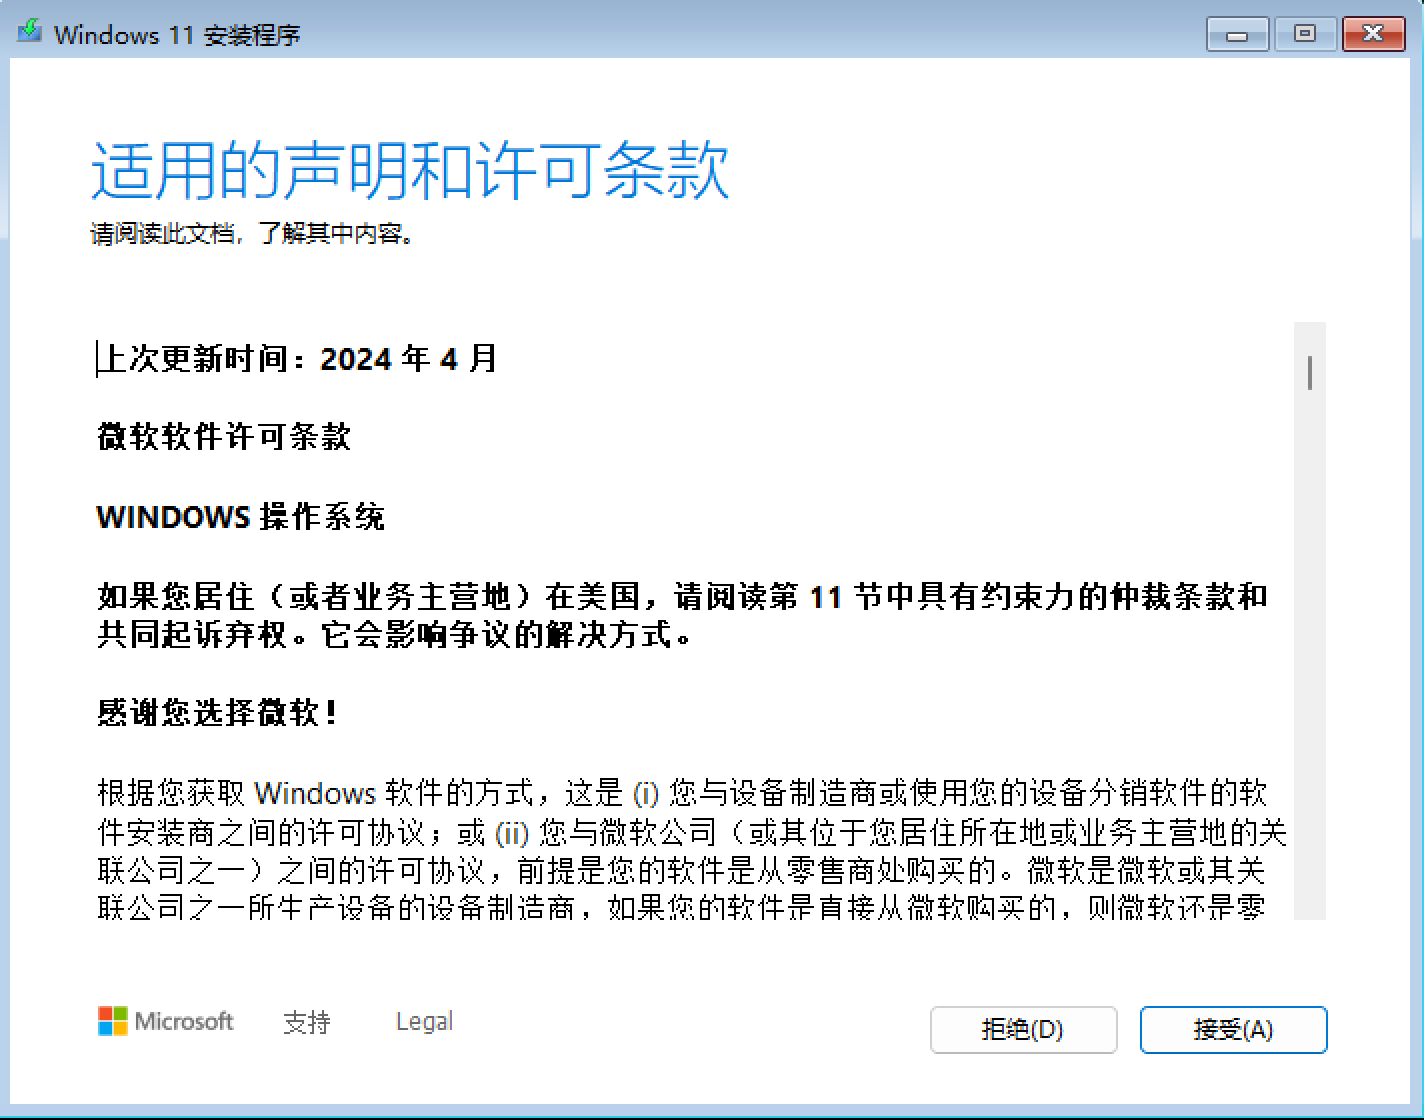 Windows 11 安装程序
适用的声明和许可条款
请阅读此文档，了解其中内容。
上次更新时间：2024 年 4 月
微软软件许可条款
WINDOWS 操作系统
如果您居住（或者业务主营地）在美国，请阅读第 11 节中具有约束力的仲裁条款和
共同起诉弃权。它会影响争议的解决方式。
感谢您选择微软！
根据您获取 Windows 软件的方式，这是 (i) 您与设备制造商或使用您的设备分销软件的软
件安装商之间的许可协议；或 (ii) 您与微软公司（或其位于您居住所在地或业务主营地的关
联公司之一）之间的许可协议，前提是您的软件是从零售商处购买的。微软是微软或其关
联公司之一所生产设备的设备制造商，如果您的软件是直接从微软购买的，则微软还是零
Microsoft 支持 Legal
拒绝(D) 接受(A)